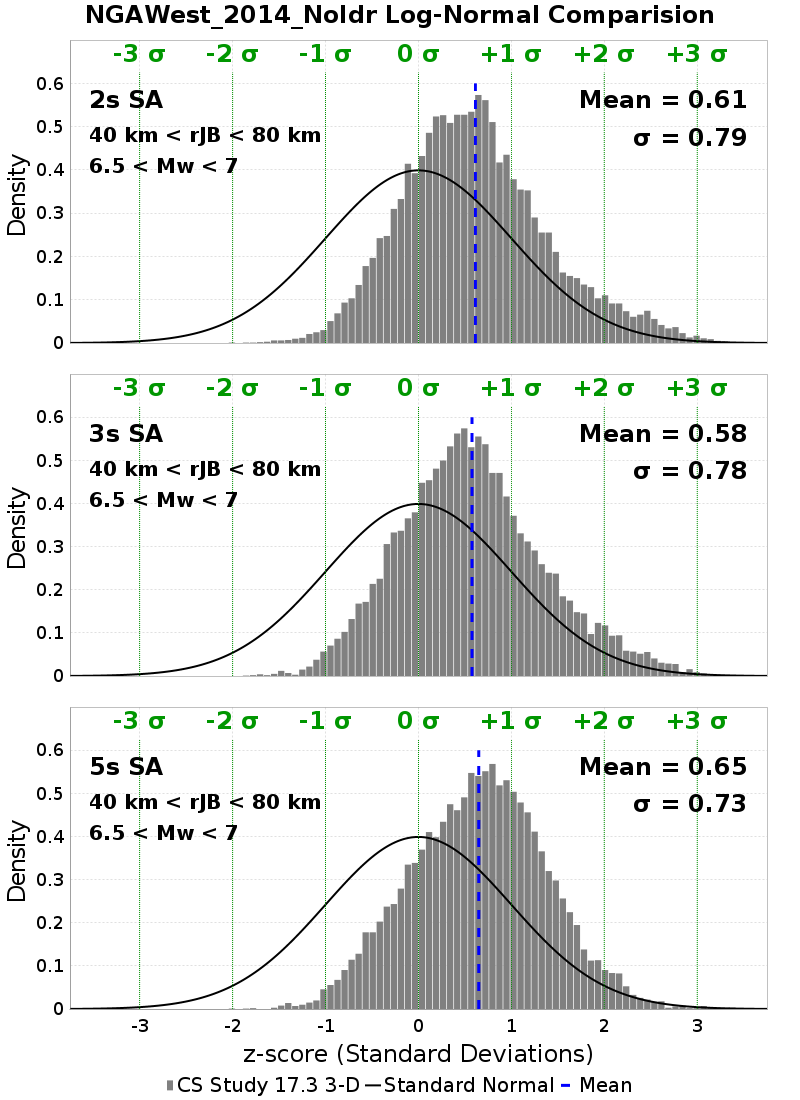 NGAWest_2014_NoIdr Log-Normal Comparision
-3 σ -2 σ -1 σ 0 σ +1 σ +2 σ +3 σ
0.6
2s SA Mean = 0.61
0.5
40 km < rJB < 80 km σ = 0.79
6.5 < Mw < 7
0.4
Density
0.3
0.2
0.1
0
-3 σ -2 σ -1 σ 0 σ +1 σ +2 σ +3 σ
0.6
3s SA Mean = 0.58
0.5
40 km < rJB < 80 km σ = 0.78
6.5 < Mw < 7
0.4
Density
0.3
0.2
0.1
0
-3 σ -2 σ -1 σ 0 σ +1 σ +2 σ +3 σ
0.6
5s SA Mean = 0.65
0.5
40 km < rJB < 80 km σ = 0.73
6.5 < Mw < 7
0.4
Density
0.3
0.2
0.1
0
-3 -2 -1 0 1 2 3
z-score (Standard Deviations)
CS Study 17.3 3-D Standard Normal Mean